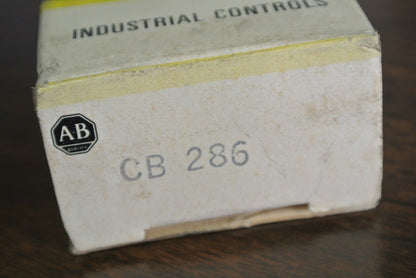 INDUSTRIAL CONTROLS
AB
CB 286